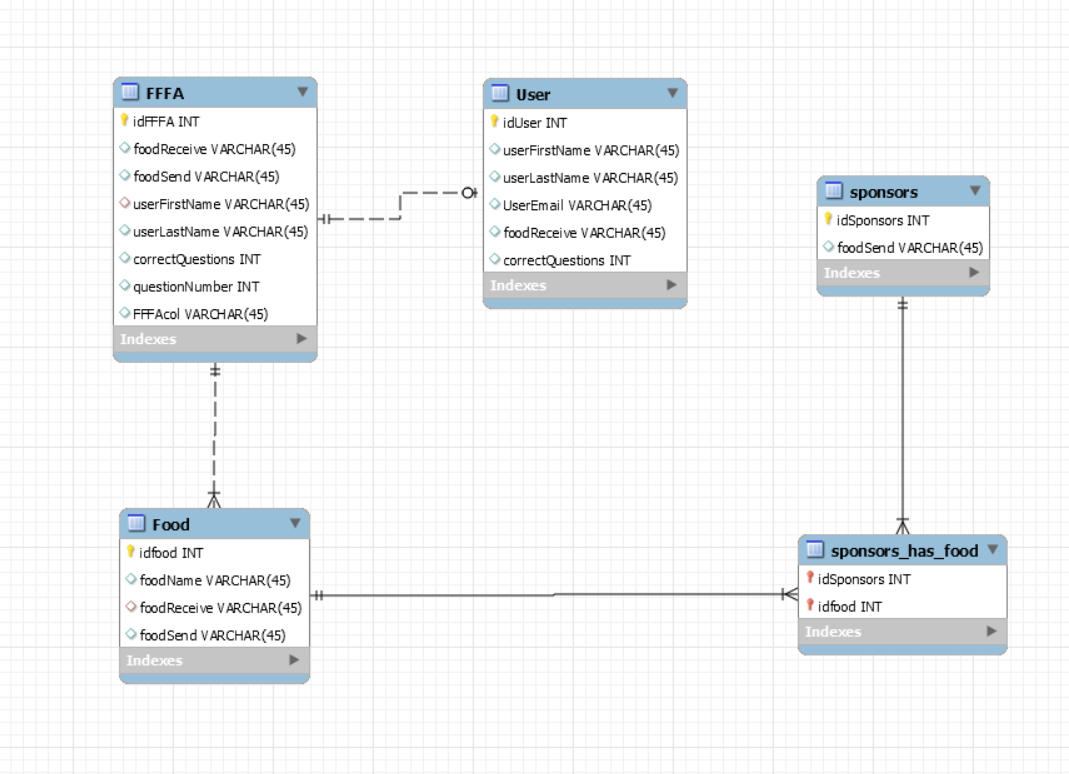 FFFA
idFFFA INT
foodReceive VARCHAR(45)
foodSend VARCHAR(45)
userFirstName VARCHAR(45)
userLastName VARCHAR(45)
correctQuestions INT
questionNumber INT
FFFAcol VARCHAR(45)
Indexes
User
idUser INT
userFirstName VARCHAR(45)
userLastName VARCHAR(45)
UserEmail VARCHAR(45)
foodReceive VARCHAR(45)
correctQuestions INT
Indexes
sponsors
idSponsors INT
foodSend VARCHAR(45)
Indexes
Food
idfood INT
foodName VARCHAR(45)
foodReceive VARCHAR(45)
foodSend VARCHAR(45)
Indexes
sponsors_has_food
idSponsors INT
idfood INT
Indexes